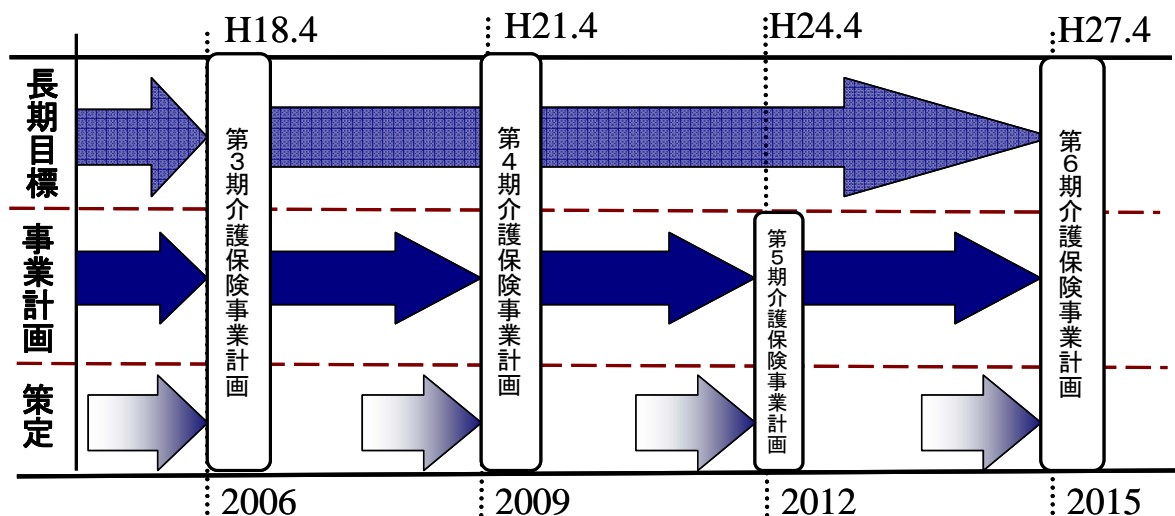 H18.4
H21.4
H24.4
H27.4
長期目標
事業計画
策定
第3期介護保険事業計画
第4期介護保険事業計画
第5期介護保険事業計画
第6期介護保険事業計画
2006
2009
2012
2015